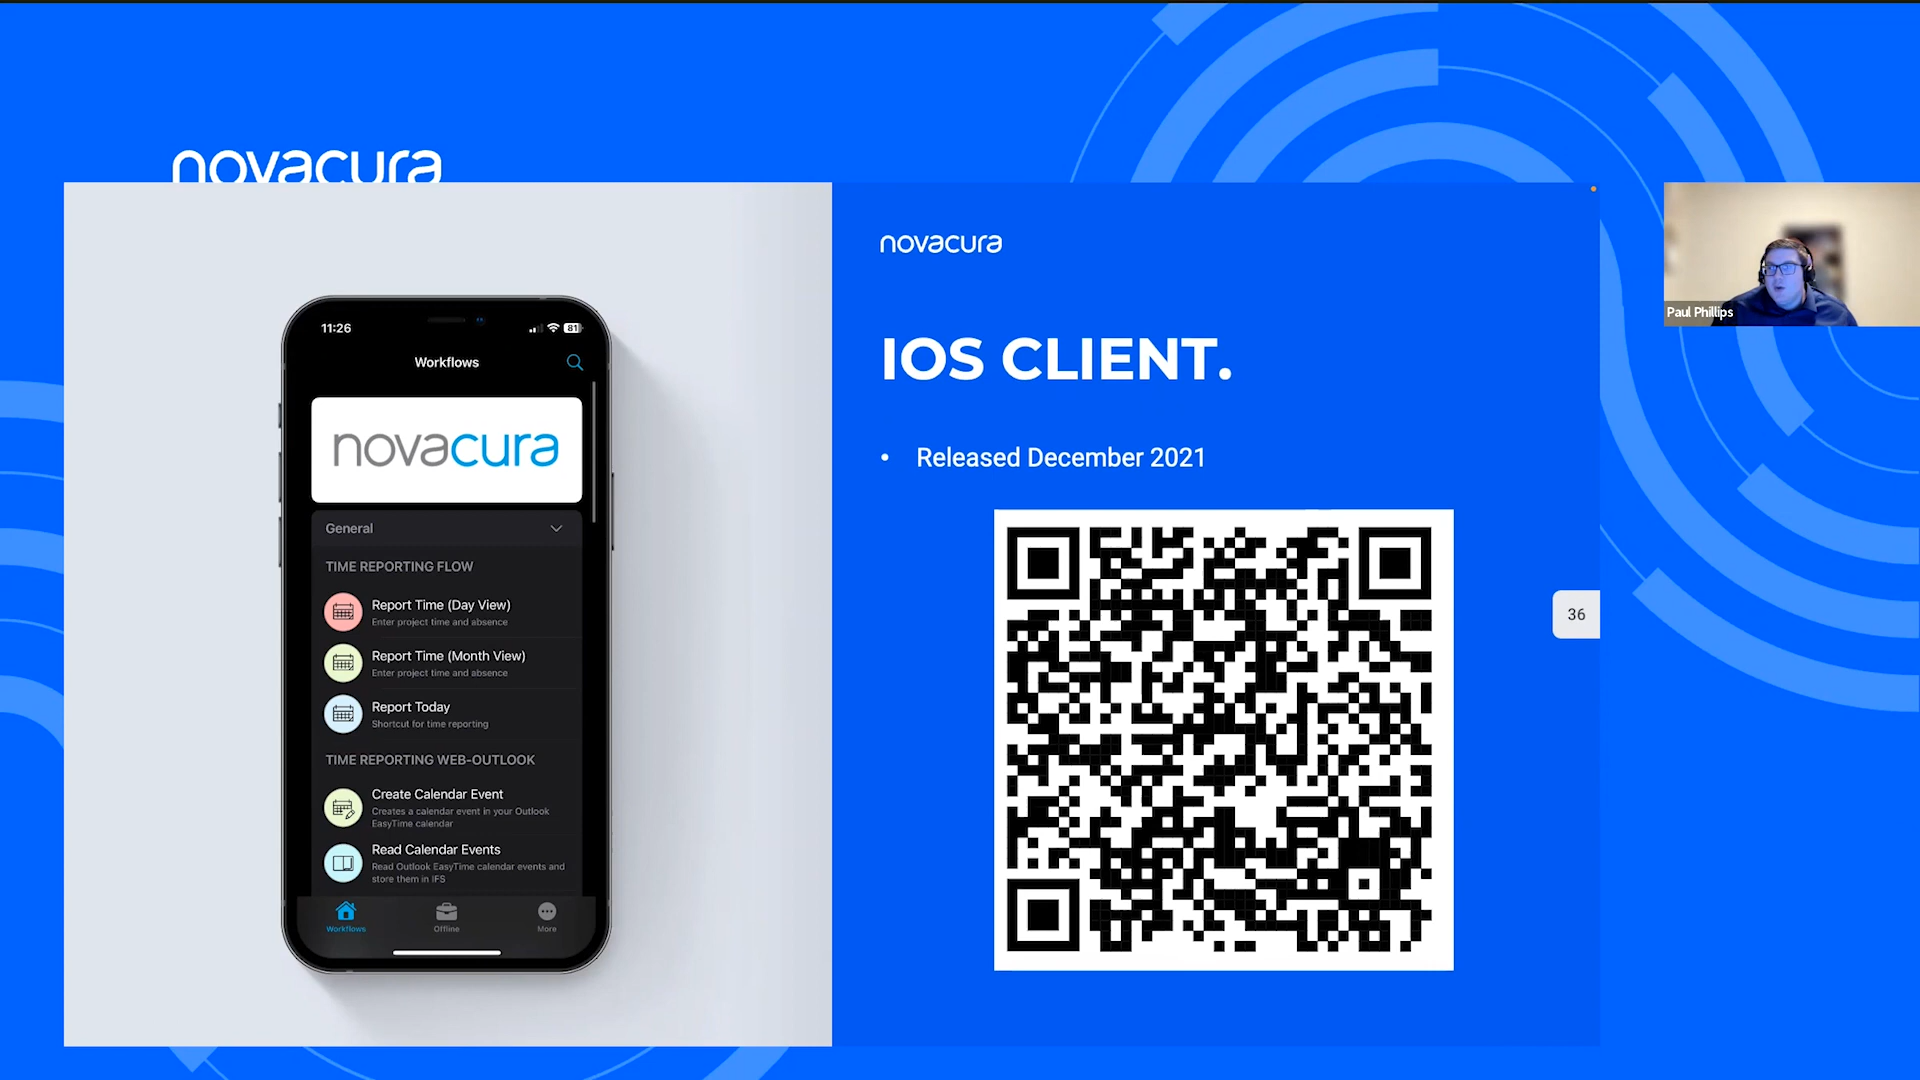 novacura
11:26
81
Workflows
novacura
General
TIME REPORTING FLOW
Report Time (Day View)
Enter project time and absence
Report Time (Month View)
Enter project time and absence
Report Today
Shortcut for time reporting
TIME REPORTING WEB-OUTLOOK
Create Calendar Event
Creates a calendar event in your Outlook
EasyTime calendar
Read Calendar Events
Read Outlook EasyTime calendar events and
store them in IFS
Workflows
Offline
More
novacura
IOS CLIENT.
• Released December 2021
36
Paul Phillips